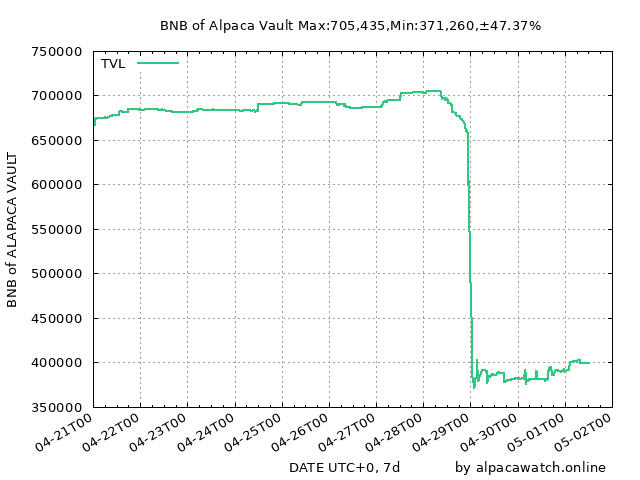 BNB of Alpaca Vault Max:705,435,Min:371,260,±47.37%
TVL
750000
700000
650000
600000
550000
500000
450000
400000
350000
BNB of ALAPACA VAULT
04-21T00
04-22T00
04-23T00
04-24T00
04-25T00
04-26T00
04-27T00
04-28T00
04-29T00
04-30T00
05-01T00
05-02T00
DATE UTC+0, 7d
by alpacawatch.online